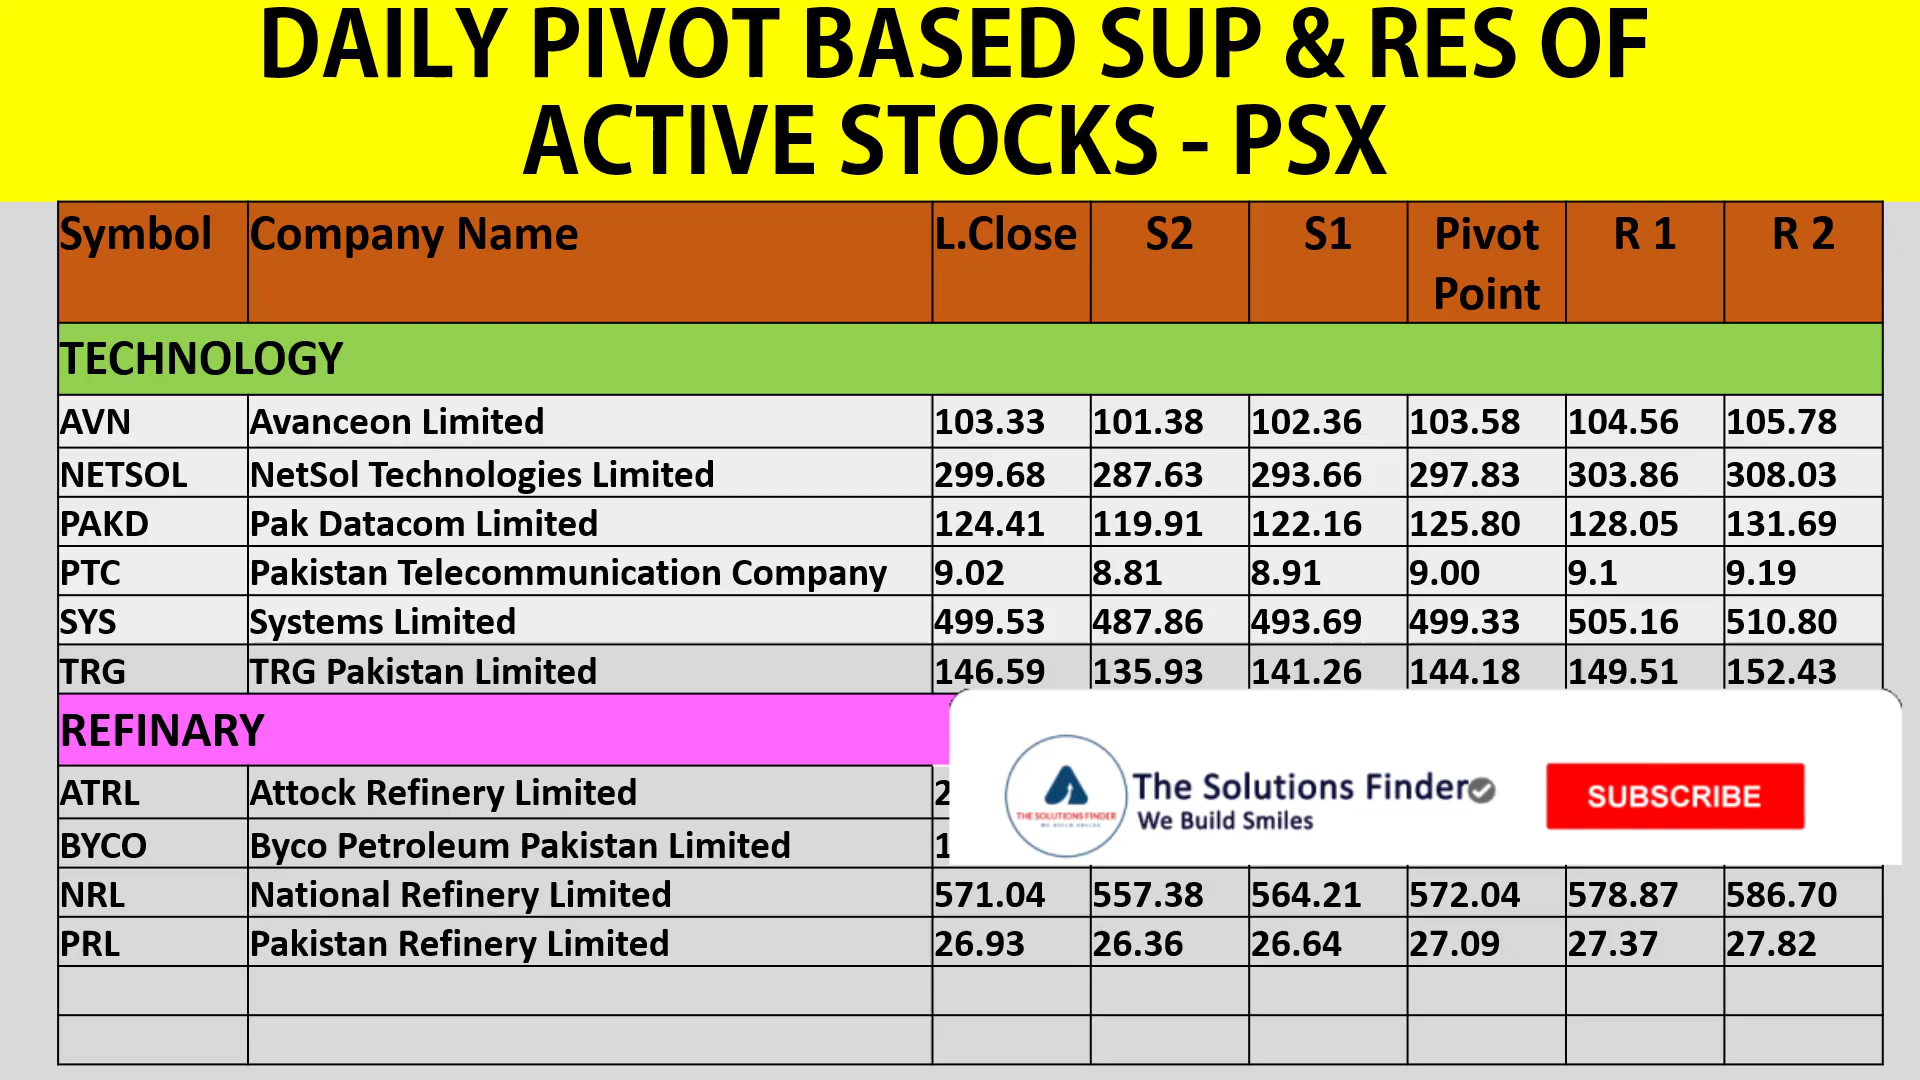 DAILY PIVOT BASED SUP & RES OF
ACTIVE STOCKS - PSX
Symbol Company Name L.Close S2 S1 Pivot Point R 1 R 2
TECHNOLOGY
AVN Avanceon Limited 103.33 101.38 102.36 103.58 104.56 105.78
NETSOL NetSol Technologies Limited 299.68 287.63 293.66 297.83 303.86 308.03
PAKD Pak Datacom Limited 124.41 119.91 122.16 125.80 128.05 131.69
PTC Pakistan Telecommunication Company 9.02 8.81 8.91 9.00 9.1 9.19
SYS Systems Limited 499.53 487.86 493.69 499.33 505.16 510.80
TRG TRG Pakistan Limited 146.59 135.93 141.26 144.18 149.51 152.43
REFINARY
ATRL Attock Refinery Limited
BYCO Byco Petroleum Pakistan Limited
THE SOLUTIONS FINDER
WE BUILD SMILES
The Solutions Finder
We Build Smiles
SUBSCRIBE
NRL National Refinery Limited 571.04 557.38 564.21 572.04 578.87 586.70
PRL Pakistan Refinery Limited 26.93 26.36 26.64 27.09 27.37 27.82